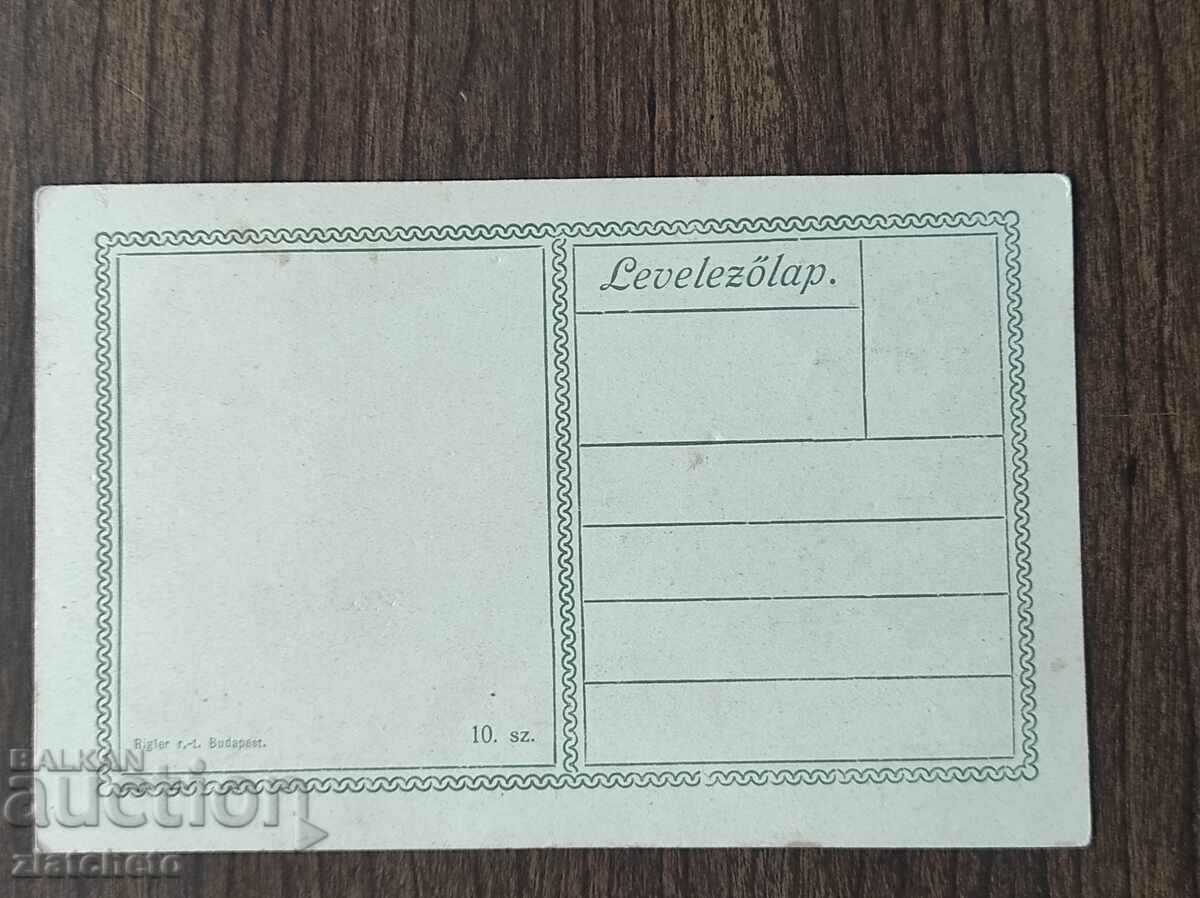 Levelezőlap.
Rigler r.-t. Budapest.
10. sz.
BALKAN
auction
zlatcheto